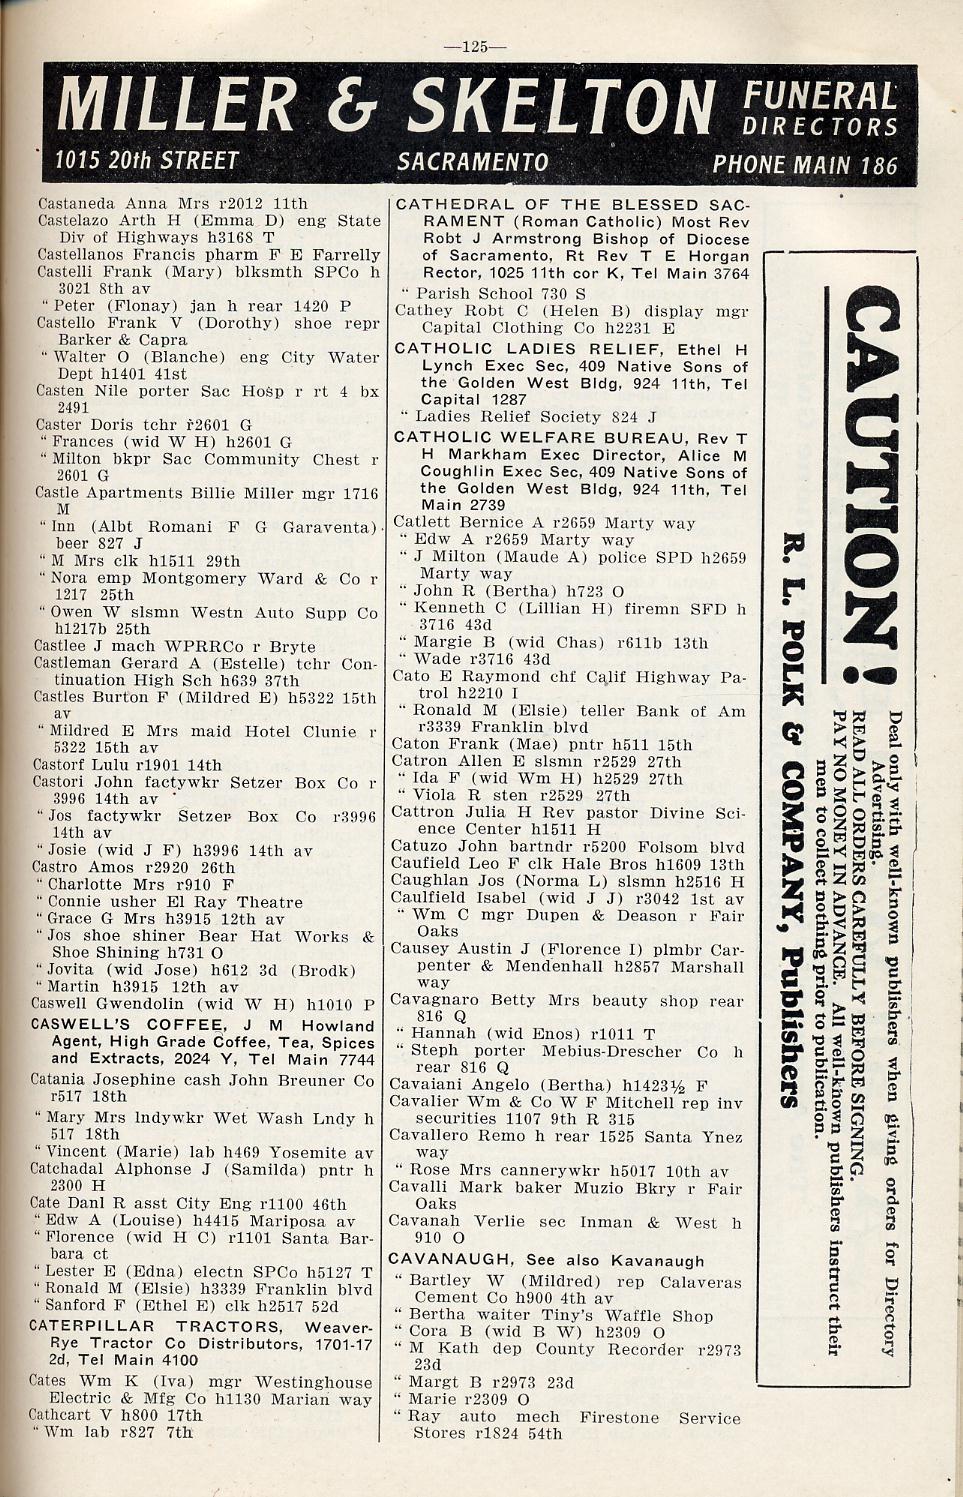 —125—
MILLER & SKELTON FUNERAL DIRECTORS
1015 20th STREET SACRAMENTO PHONE MAIN 186
Castaneda Anna Mrs r2012 11th
Castelazo Arth H (Emma D) eng State
Div of Highways h3168 T
Castellanos Francis pharm F E Farrelly
Castelli Frank (Mary) blksmth SPCo h
3021 8th av
" Peter (Flonay) jan h rear 1420 P
Castello Frank V (Dorothy) shoe repr
Barker & Capra
" Walter O (Blanche) eng City Water
Dept h1401 41st
Casten Nile porter Sac Hosp r rt 4 bx
2491
Caster Doris tchr r2601 G
" Frances (wid W H) h2601 G
" Milton bkpr Sac Community Chest r
2601 G
Castle Apartments Billie Miller mgr 1716
M
" Inn (Albt Romani F G Garaventa)
beer 827 J
" M Mrs clk h1511 29th
" Nora emp Montgomery Ward & Co r
1217 25th
" Owen W slsmn Westn Auto Supp Co
h1217b 25th
Castlee J mach WPRRCo r Bryte
Castleman Gerard A (Estelle) tchr Con-
tinuation High Sch h639 37th
Castles Burton F (Mildred E) h5322 15th
av
" Mildred E Mrs maid Hotel Clunie r
5322 15th av
Castorf Lulu r1901 14th
Castori John factywkr Setzer Box Co r
3996 14th av
" Jos factywkr Setzer Box Co r3996
14th av
" Josie (wid J F) h3996 14th av
Castro Amos r2920 26th
" Charlotte Mrs r910 F
" Connie usher El Ray Theatre
" Grace G Mrs h3915 12th av
" Jos shoe shiner Bear Hat Works &
Shoe Shining h731 O
" Jovita (wid Jose) h612 3d (Brodk)
" Martin h3915 12th av
Caswell Gwendolin (wid W H) h1010 P
CASWELL'S COFFEE, J M Howland
Agent, High Grade Coffee, Tea, Spices
and Extracts, 2024 Y, Tel Main 7744
Catania Josephine cash John Breuner Co
r517 18th
" Mary Mrs lndywkr Wet Wash Lndy h
517 18th
" Vincent (Marie) lab h469 Yosemite av
Catchadal Alphonse J (Samilda) pntr h
2300 H
Cate Danl R asst City Eng r1100 46th
" Edw A (Louise) h4415 Mariposa av
" Florence (wid H C) r1101 Santa Bar-
bara ct
" Lester E (Edna) electn SPCo h5127 T
" Ronald M (Elsie) h3339 Franklin blvd
" Sanford F (Ethel E) clk h2517 52d
CATERPILLAR TRACTORS, Weaver-
Rye Tractor Co Distributors, 1701-17
2d, Tel Main 4100
Cates Wm K (Iva) mgr Westinghouse
Electric & Mfg Co h1130 Marian way
Cathcart V h800 17th
" Wm lab r827 7th
CATHEDRAL OF THE BLESSED SAC-
RAMENT (Roman Catholic) Most Rev
Robt J Armstrong Bishop of Diocese
of Sacramento, Rt Rev T E Horgan
Rector, 1025 11th cor K, Tel Main 3764
" Parish School 730 S
Cathey Robt C (Helen B) display mgr
Capital Clothing Co h2231 E
CATHOLIC LADIES RELIEF, Ethel H
Lynch Exec Sec, 409 Native Sons of
the Golden West Bldg, 924 11th, Tel
Capital 1287
" Ladies Relief Society 824 J
CATHOLIC WELFARE BUREAU, Rev T
H Markham Exec Director, Alice M
Coughlin Exec Sec, 409 Native Sons of
the Golden West Bldg, 924 11th, Tel
Main 2739
Catlett Bernice A r2659 Marty way
" Edw A r2659 Marty way
" J Milton (Maude A) police SPD h2659
Marty way
" John R (Bertha) h723 O
" Kenneth C (Lillian H) firemn SFD h
3716 43d
" Margie B (wid Chas) r611b 13th
" Wade r3716 43d
Cato E Raymond chf Calif Highway Pa-
trol h2210 I
" Ronald M (Elsie) teller Bank of Am
r3339 Franklin blvd
Caton Frank (Mae) pntr h511 15th
Catron Allen E slsmn r2529 27th
" Ida F (wid Wm H) h2529 27th
" Viola R sten r2529 27th
Cattron Julia H Rev pastor Divine Sci-
ence Center h1511 H
Catuzo John bartndr r5200 Folsom blvd
Caufield Leo F clk Hale Bros h1609 13th
Caughlan Jos (Norma L) slsmn h2516 H
Caulfield Isabel (wid J J) r3042 1st av
" Wm C mgr Dupen & Deason r Fair
Oaks
Causey Austin J (Florence I) plmbr Car-
penter & Mendenhall h2857 Marshall
way
Cavagnaro Betty Mrs beauty shop rear
816 Q
" Hannah (wid Enos) r1011 T
" Steph porter Mebius-Drescher Co h
rear 816 Q
Cavaiani Angelo (Bertha) h1423½ F
Cavalier Wm & Co W F Mitchell rep inv
securities 1107 9th R 315
Cavallero Remo h rear 1525 Santa Ynez
way
" Rose Mrs cannerywkr h5017 10th av
Cavalli Mark baker Muzio Bkry r Fair
Oaks
Cavanah Verlie sec Inman & West h
910 O
CAVANAUGH, See also Kavanaugh
" Bartley W (Mildred) rep Calaveras
Cement Co h900 4th av
" Bertha waiter Tiny's Waffle Shop
" Cora B (wid B W) h2309 O
" M Kath dep County Recorder r2973
23d
" Margt B r2973 23d
" Marie r2309 O
" Ray auto mech Firestone Service
Stores r1824 54th
CAUTION!
Deal only with well-known publishers when giving orders for Directory
Advertising.
READ ALL ORDERS CAREFULLY BEFORE SIGNING.
PAY NO MONEY IN ADVANCE. All well-known publishers instruct their
men to collect nothing prior to publication.
R. L. POLK & COMPANY, Publishers